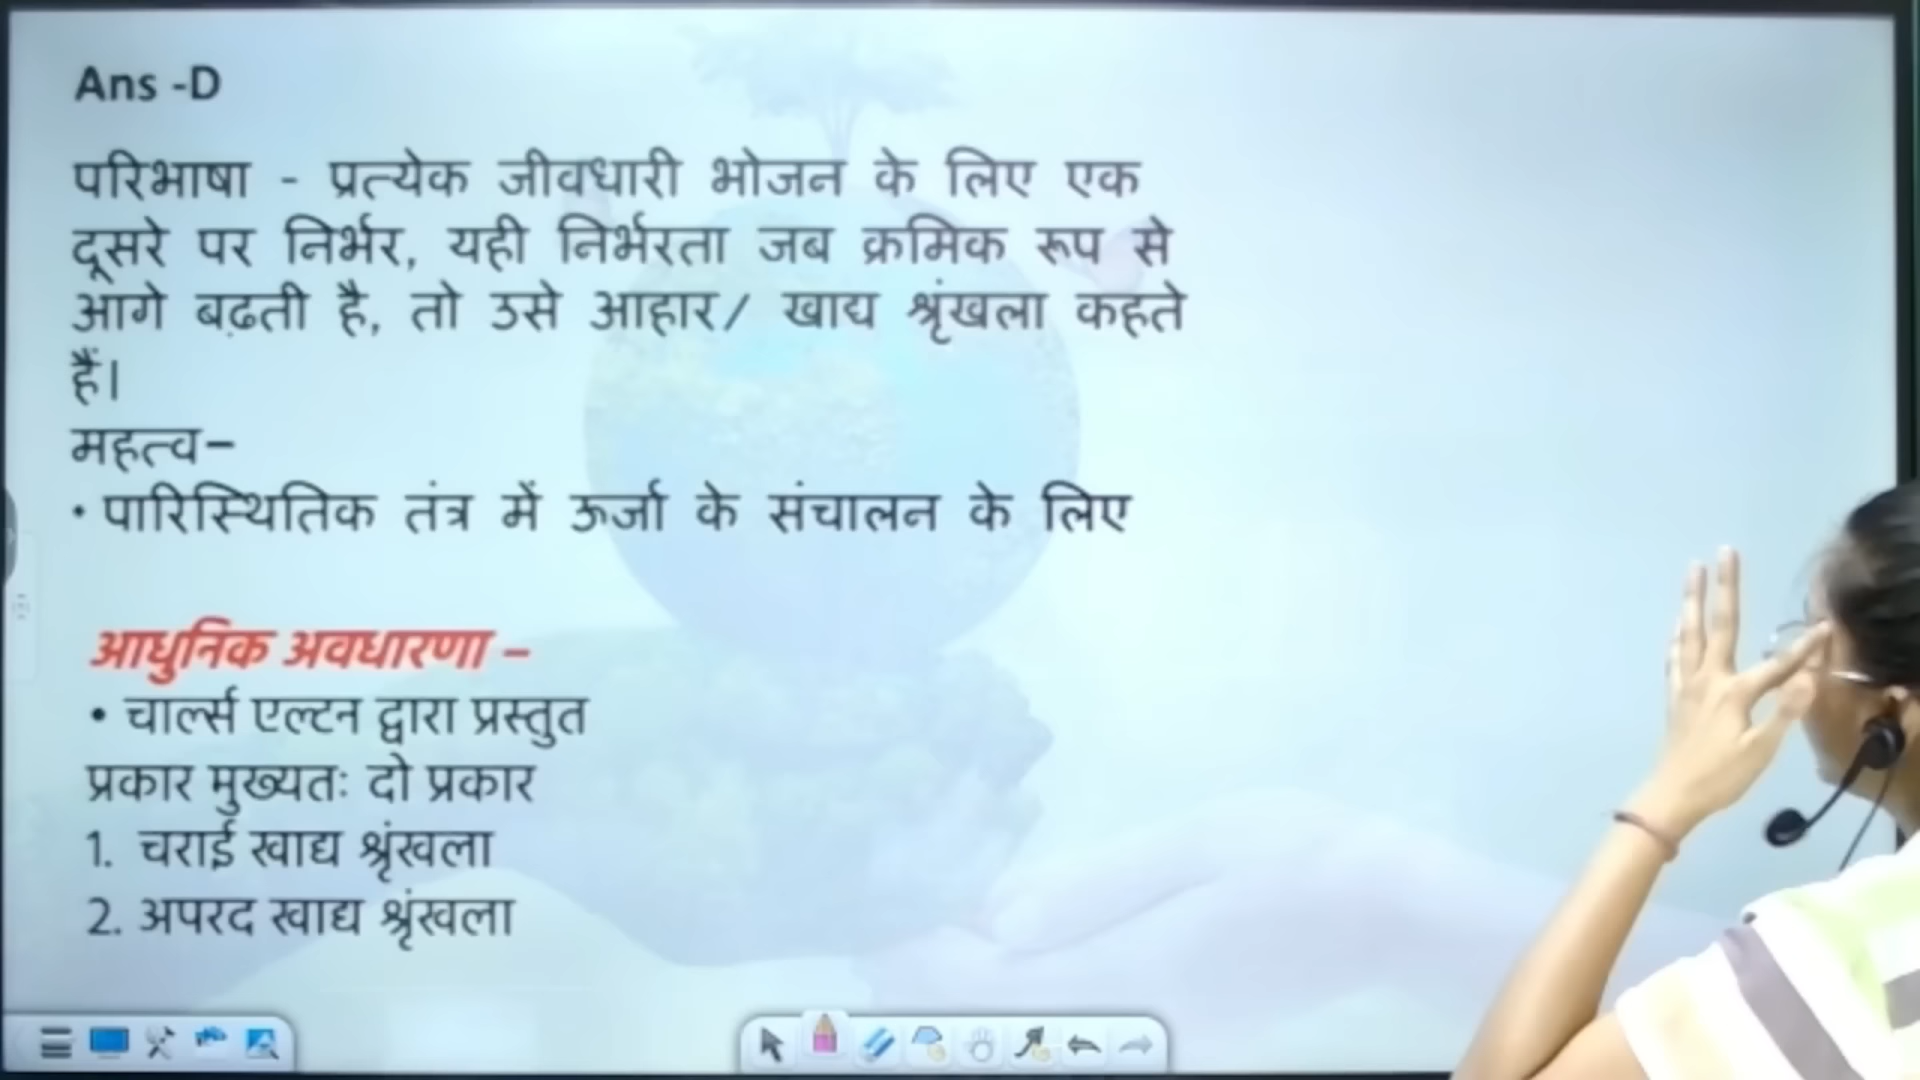 Ans -D
परिभाषा - प्रत्येक जीवधारी भोजन के लिए एक
दूसरे पर निर्भर, यही निर्भरता जब क्रमिक रूप से
आगे बढ़ती है, तो उसे आहार/ खाद्य श्रृंखला कहते
हैं।
महत्व–
• पारिस्थितिक तंत्र में ऊर्जा के संचालन के लिए
आधुनिक अवधारणा –
• चार्ल्स एल्टन द्वारा प्रस्तुत
प्रकार मुख्यतः दो प्रकार
1. चराई खाद्य श्रृंखला
2. अपरद खाद्य श्रृंखला